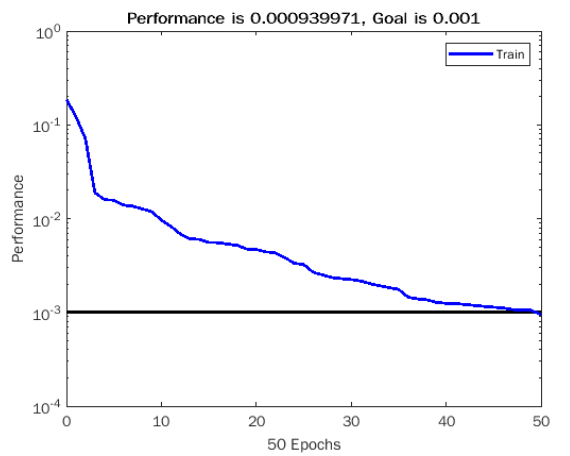 Performance is 0.000939971, Goal is 0.001
10^0
Train
10^-1
10^-2
10^-3
10^-4
Performance
0 10 20 30 40 50
50 Epochs